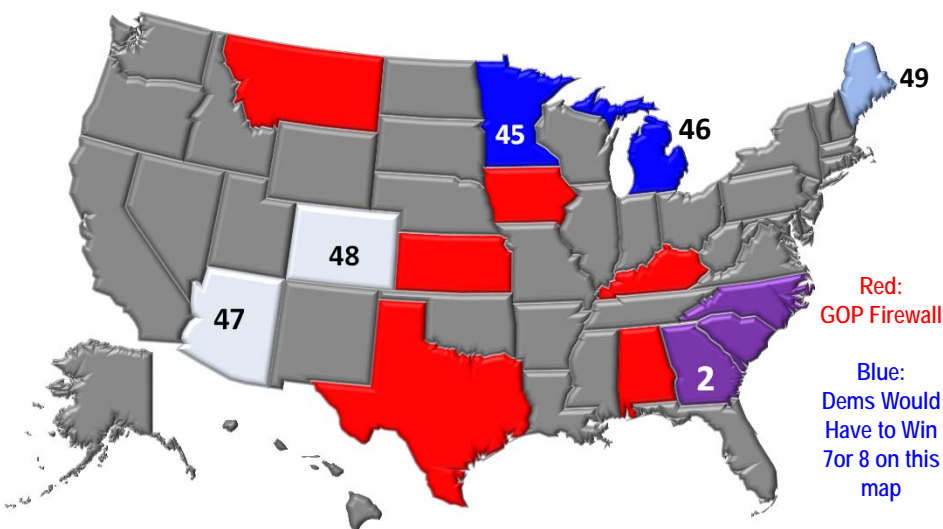 49
45
46
48
47
2
Red:
GOP Firewall
Blue:
Dems Would
Have to Win
7or 8 on this
map